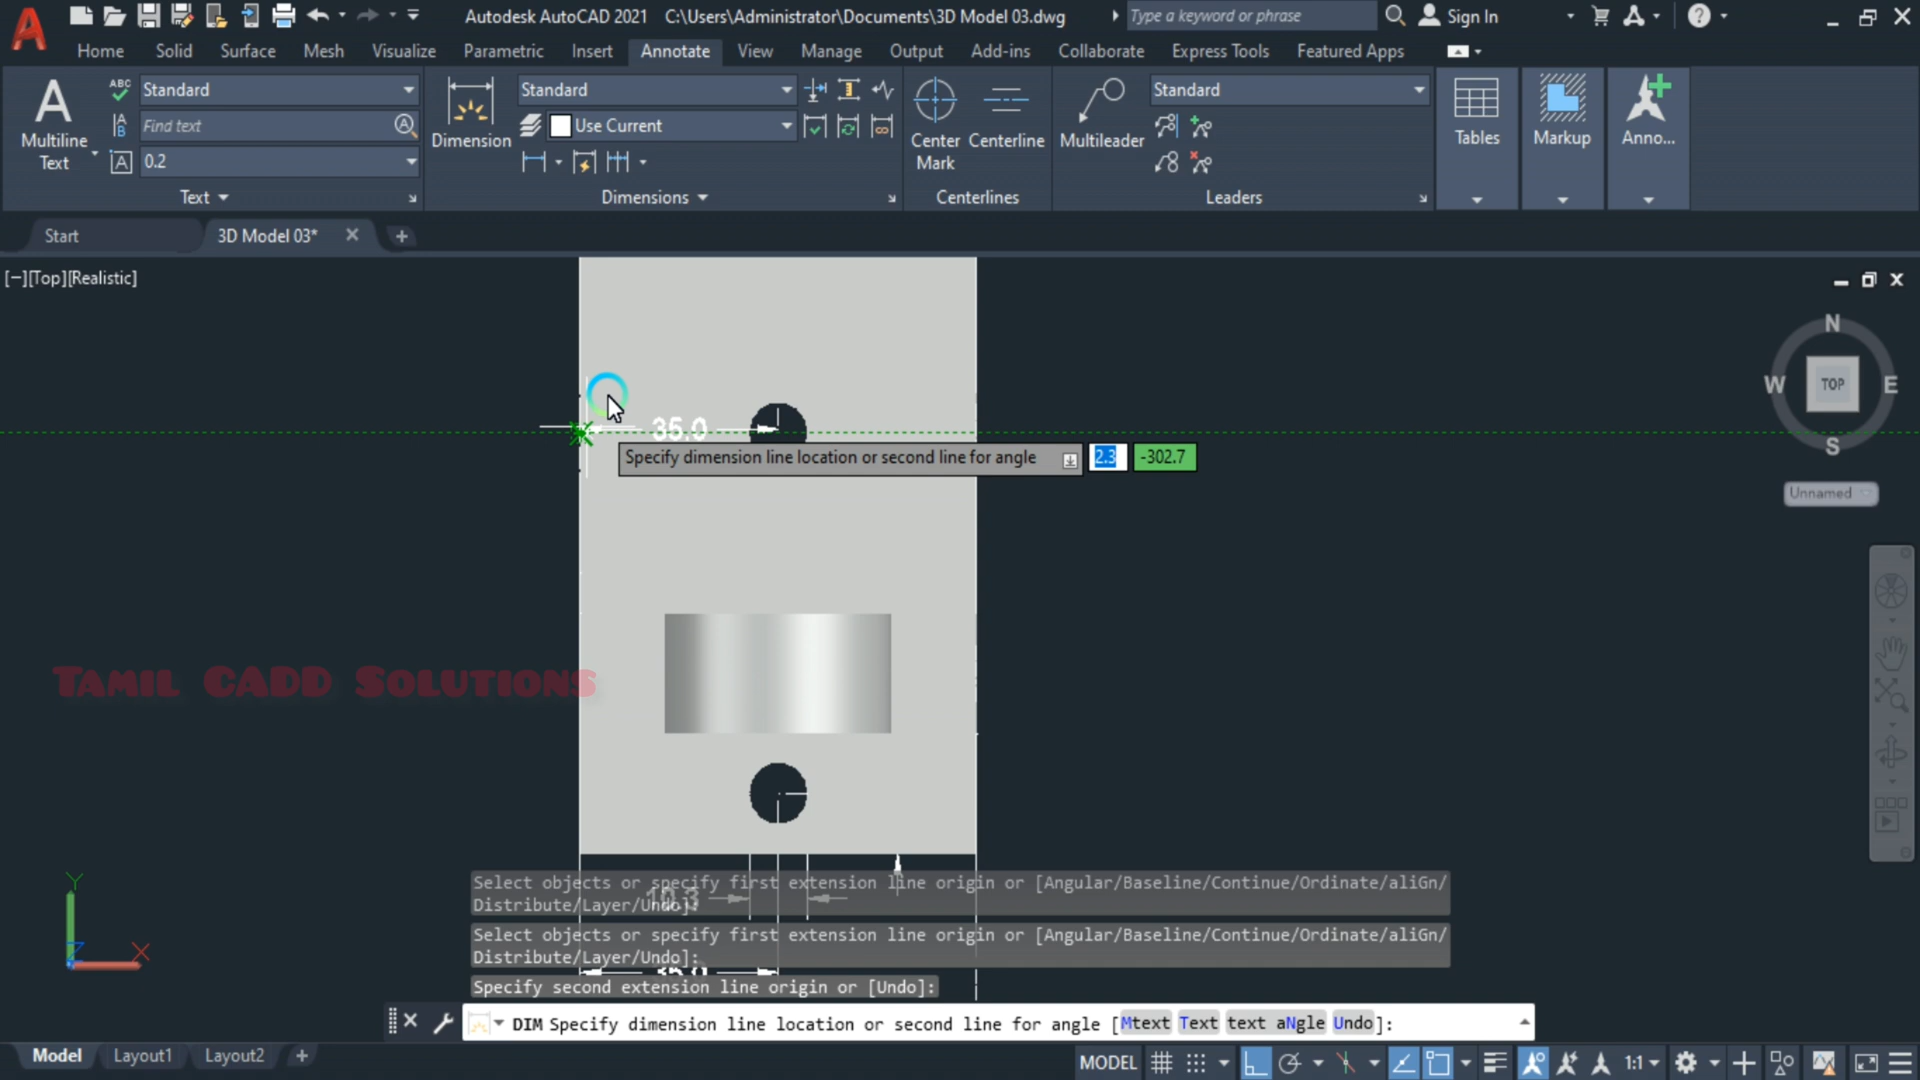 Autodesk AutoCAD 2021 C:\Users\Administrator\Documents\3D Model 03.dwg Type a keyword or phrase Sign In
Home Solid Surface Mesh Visualize Parametric Insert Annotate View Manage Output Add-ins Collaborate Express Tools Featured Apps
Multiline Text
Standard
Find text
0.2
Text
Dimension
Standard
Use Current
Dimensions
Center Mark
Centerline
Centerlines
Multileader
Standard
Leaders
Tables
Markup
Anno...
Start 3D Model 03*
[−][Top][Realistic]
N
W TOP E
S
Unnamed
35.0
Specify dimension line location or second line for angle 2.3 -302.7
Tamil CADD Solutions
Y
Z X
10.3
35.0
Select objects or specify first extension line origin or [Angular/Baseline/Continue/Ordinate/aliGn/
Distribute/Layer/Undo]:
Select objects or specify first extension line origin or [Angular/Baseline/Continue/Ordinate/aliGn/
Distribute/Layer/Undo]:
Specify second extension line origin or [Undo]:
DIM Specify dimension line location or second line for angle [Mtext Text text aNgle Undo]:
Model Layout1 Layout2
MODEL 1:1